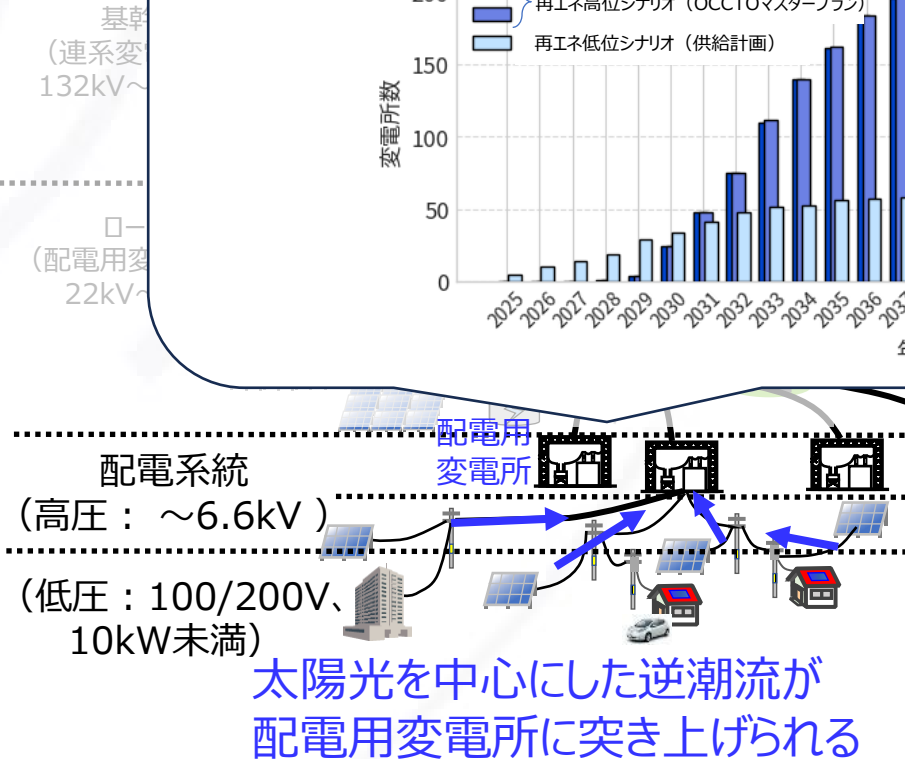 基幹
（連系変
132kV～
再エネ高位シナリオ（OCCTOマスタープラン）
再エネ低位シナリオ（供給計画）
変電所数
150
100
50
0
2025 2026 2027 2028 2029 2030 2031 2032 2033 2034 2035 2036 2037
ロー
（配電用変
22kV～
配電用
変電所
配電系統
（高圧： ～6.6kV ）
（低圧：100/200V、
10kW未満）
太陽光を中心にした逆潮流が
配電用変電所に突き上げられる